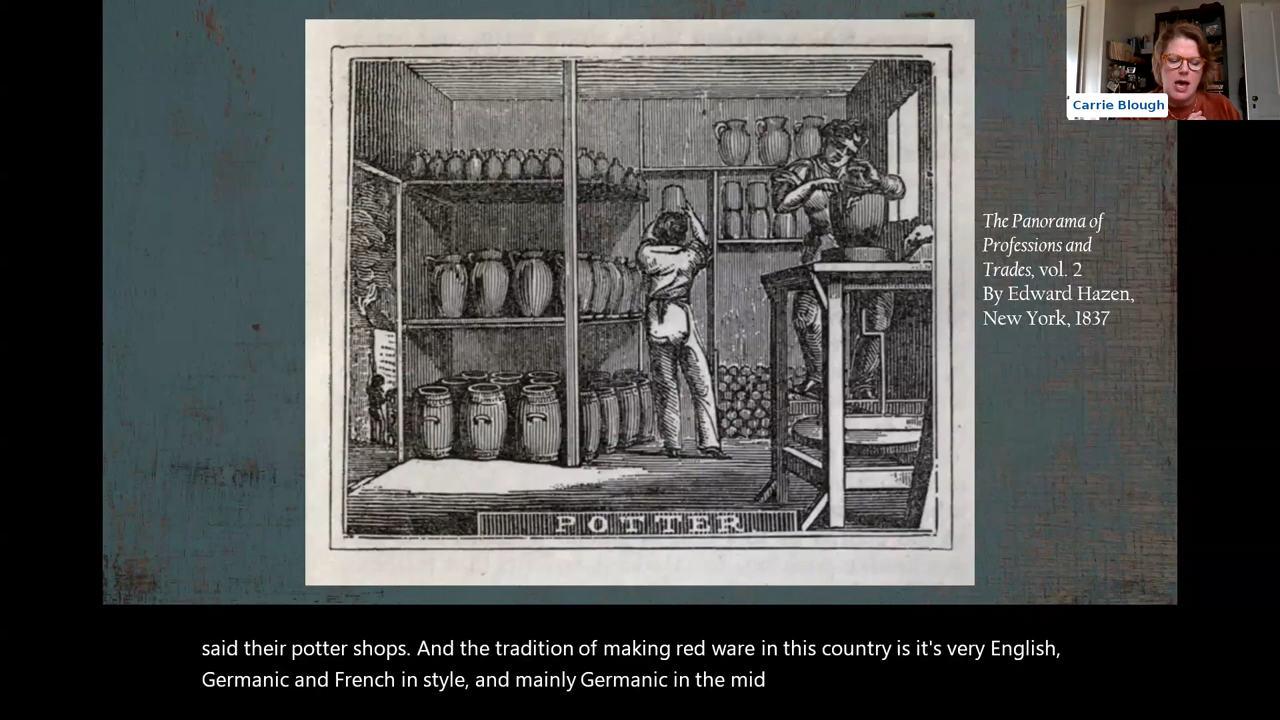 Carrie Blough
The Panorama of
Professions and
Trades, vol. 2
By Edward Hazen,
New York, 1837
POTTER
said their potter shops. And the tradition of making red ware in this country is it's very English,
Germanic and French in style, and mainly Germanic in the mid